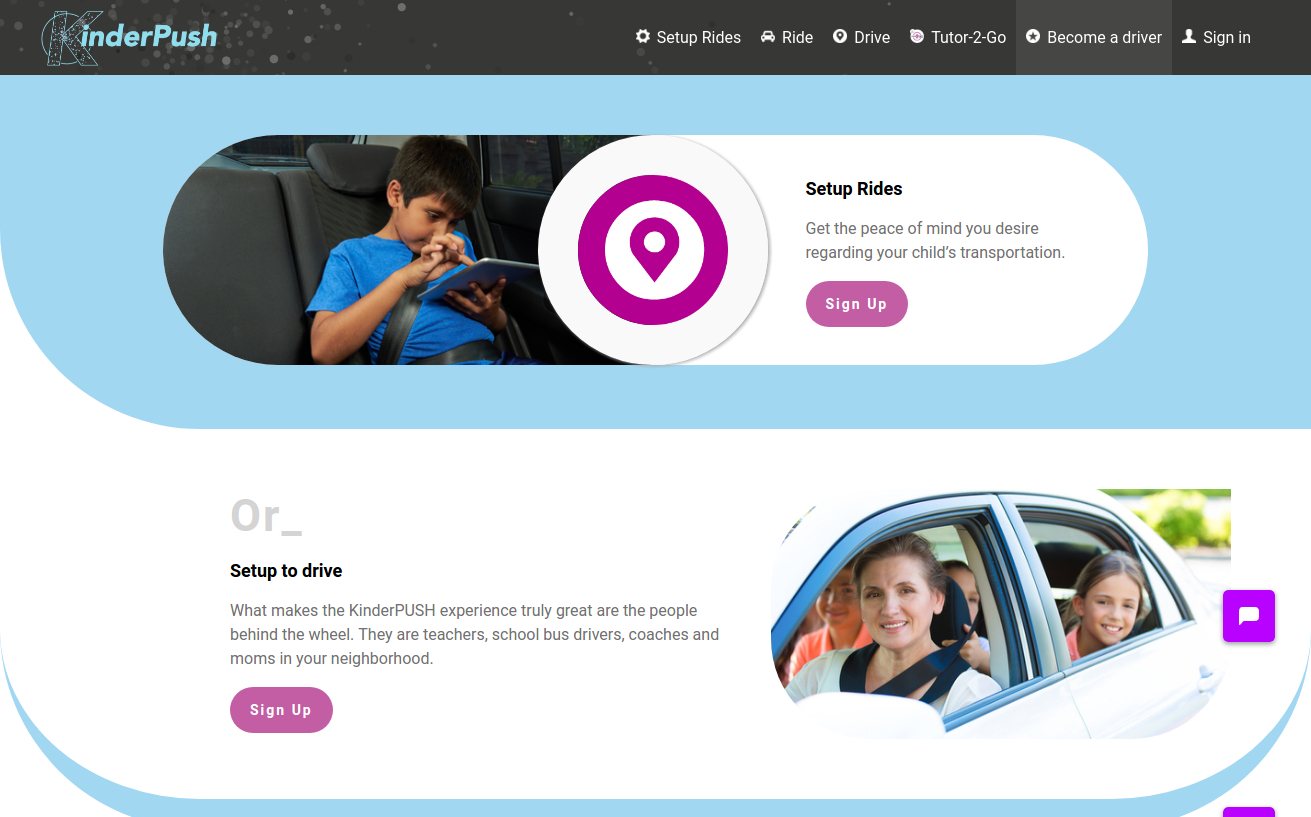 KinderPush
Setup Rides
Ride
Drive
Tutor-2-Go
Become a driver
Sign in
Setup Rides
Get the peace of mind you desire
regarding your child's transportation.
Sign Up
Or_
Setup to drive
What makes the KinderPUSH experience truly great are the people
behind the wheel. They are teachers, school bus drivers, coaches and
moms in your neighborhood.
Sign Up